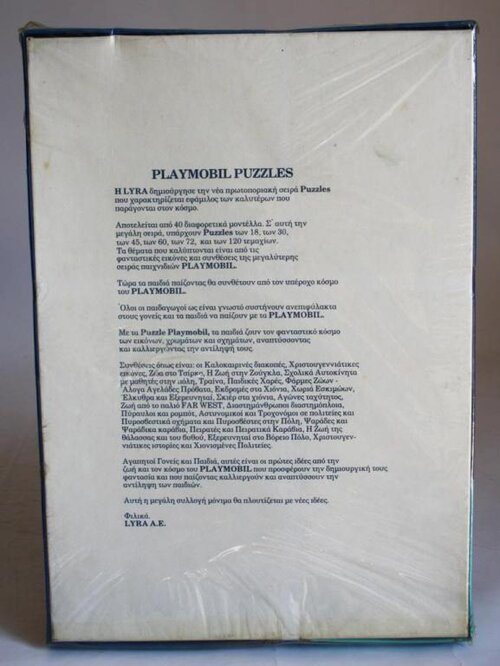 PLAYMOBIL PUZZLES
Η LYRA δημιούργησε την νέα πρωτοποριακή σειρά Puzzles
που χαρακτηρίζεται εφάμιλος των καλυτέρων που
παράγονται στον κόσμο.
Αποτελείται από 40 διαφορετικά μοντέλλα. Σ' αυτή την
μεγάλη σειρά, υπάρχουν Puzzles των 18, των 30,
των 45, των 60, των 72, και των 120 τεμαχίων.
Τα θέματα που καλύπτονται είναι από τις
φανταστικές εικόνες και συνθέσεις της μεγαλύτερης
σειράς παιχνιδιών PLAYMOBIL.
Τώρα τα παιδιά παίζοντας θα συνθέτουν από τον υπέροχο κόσμο
του PLAYMOBIL.
Όλοι οι παιδαγωγοί ως είναι γνωστό συστήνουν ανεπιφύλακτα
στους γονείς και τα παιδιά να παίζουν με τα PLAYMOBIL.
Με τα Puzzle Playmobil, τα παιδιά ζουν τον φανταστικό κόσμο
των εικόνων, χρωμάτων και σχημάτων, αναπτύσσοντας
και καλλιεργώντας την αντίληψή τους.
Συνθέσεις όπως είναι: οι Καλοκαιρινές διακοπές, Χριστουγεννιάτικες
εικόνες, Ζώα στο Τσίρκο, Η Ζωή στην Ζούγκλα, Σχολικά Αυτοκίνητα
με μαθητές στην πόλη, Τραίνο, Παιδικές Χαρές, Φάρμες Ζώων -
Άλογα Αγελάδες Πρόβατα, Εκδρομές στα Χιόνια, Χωριά Εσκιμώων,
Έλκυθρα και Εξερευνηταί, Σκιέρ στα χιόνια, Αγώνες ταχύτητος,
Ζωή από το παλιό FAR WEST, Διαστημάνθρωποι διαστημόπλοια,
Πύραυλοι και ρομπότ, Αστυνομικοί και Τροχονόμοι σε πολιτείες και
Πυροσβεστικά οχήματα και Πυροσβέστες στην Πόλη, Ψαράδες και
Ψαράδικα καράβια, Πειρατές και Πειρατικά Καράβια, Η Ζωή της
θάλασσας και του βυθού, Εξερευνηταί στο Βόρειο Πόλο, Χριστουγεν-
νιάτικες ιστορίες και Χιονισμένες Πολιτείες.
Αγαπητοί Γονείς και Παιδιά, αυτές είναι οι πρώτες ιδέες από την
ζωή και τον κόσμο του PLAYMOBIL που προσφέρουν την δημιουργική τους
φαντασία και που παίζοντας καλλιεργούν και αναπτύσσουν την
αντίληψη των παιδιών.
Αυτή η μεγάλη συλλογή μόνιμα θα πλουτίζεται με νέες ιδέες.
Φιλικά.
LYRA A.E.